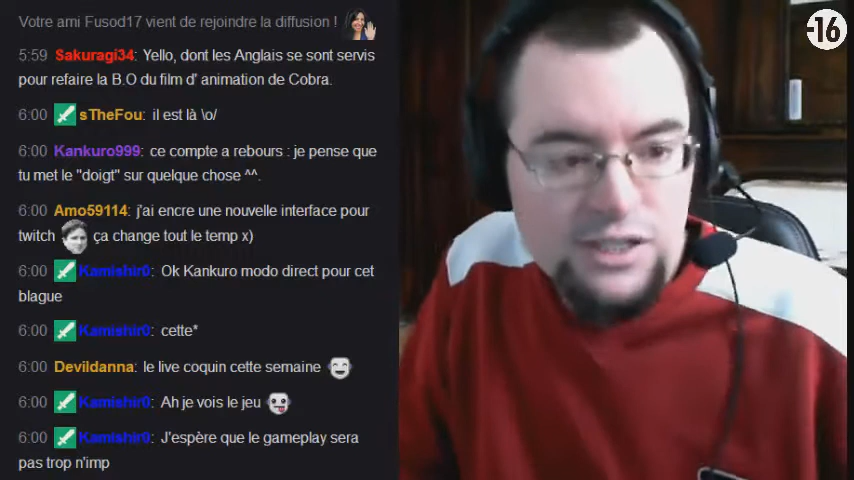 Votre ami Fusod17 vient de rejoindre la diffusion !
-16
5:59 Sakuragi34: Yello, dont les Anglais se sont servis
pour refaire la B.O du film d' animation de Cobra.
6:00 sTheFou: il est là \o/
6:00 Kankuro999: ce compte a rebours : je pense que
tu met le "doigt" sur quelque chose ^^.
6:00 Amo59114: j'ai encre une nouvelle interface pour
twitch ça change tout le temp x)
6:00 Kamishir0: Ok Kankuro modo direct pour cet
blague
6:00 Kamishir0: cette*
6:00 Devildanna: le live coquin cette semaine
6:00 Kamishir0: Ah je vois le jeu
6:00 Kamishir0: J'espère que le gameplay sera
pas trop n'imp